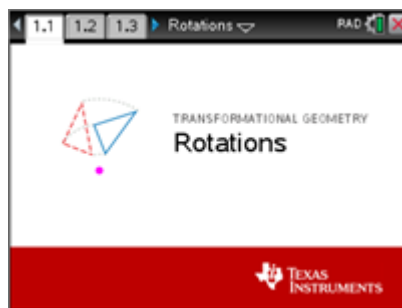 1.1 1.2 1.3 Rotations RAD
TRANSFORMATIONAL GEOMETRY
Rotations
TEXAS
INSTRUMENTS